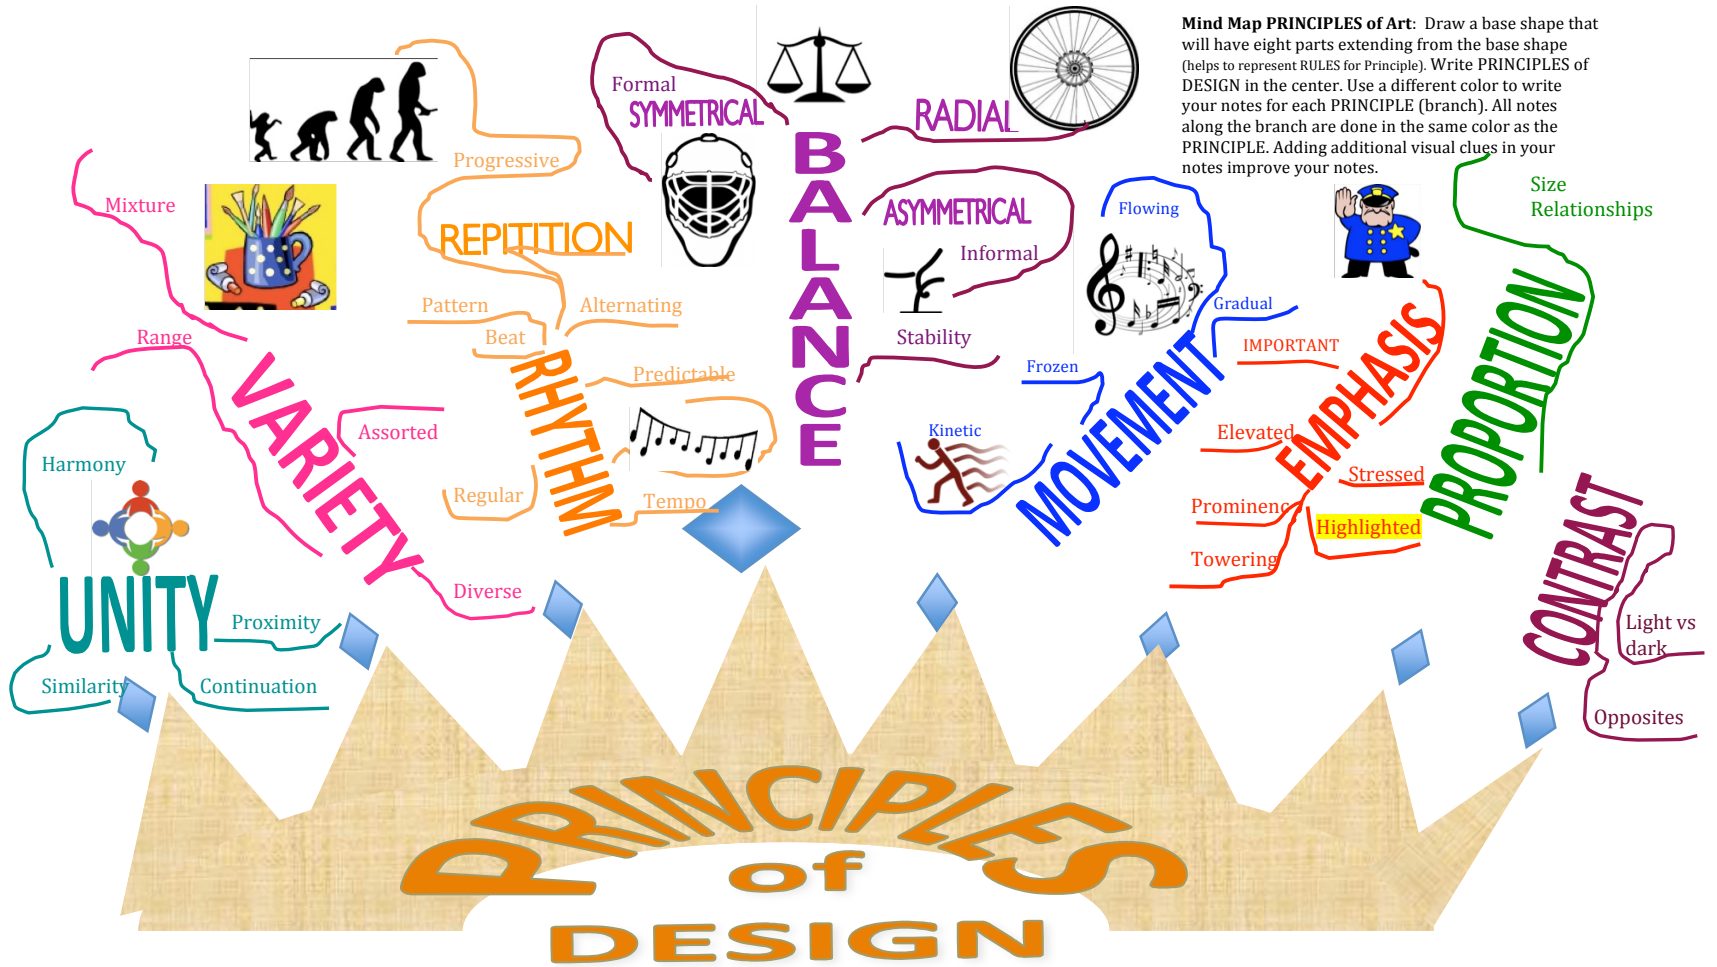 Mind Map PRINCIPLES of Art: Draw a base shape that
will have eight parts extending from the base shape
(helps to represent RULES for Principle). Write PRINCIPLES of
DESIGN in the center. Use a different color to write
your notes for each PRINCIPLE (branch). All notes
along the branch are done in the same color as the
PRINCIPLE. Adding additional visual clues in your
notes improve your notes.
UNITY
Harmony
Proximity
Similarity
Continuation
VARIETY
Mixture
Range
Assorted
Diverse
RHYTHM
Progressive
REPITITION
Pattern
Beat
Alternating
Predictable
Regular
Tempo
BALANCE
Formal
SYMMETRICAL
RADIAL
ASYMMETRICAL
Informal
Stability
MOVEMENT
Flowing
Gradual
Frozen
Kinetic
EMPHASIS
IMPORTANT
Elevated
Stressed
Prominenc
Highlighted
Towering
PROPORTION
Size
Relationships
CONTRAST
Light vs
dark
Opposites
PRINCIPLES
of
DESIGN